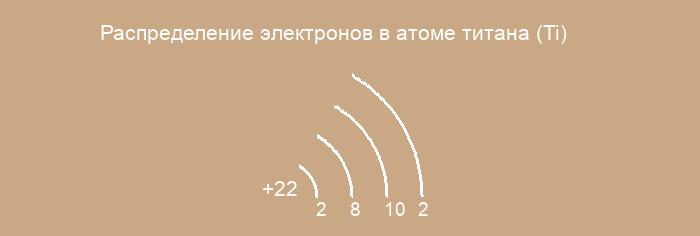 Распределение электронов в атоме титана (Ti)
+22
2 8 10 2